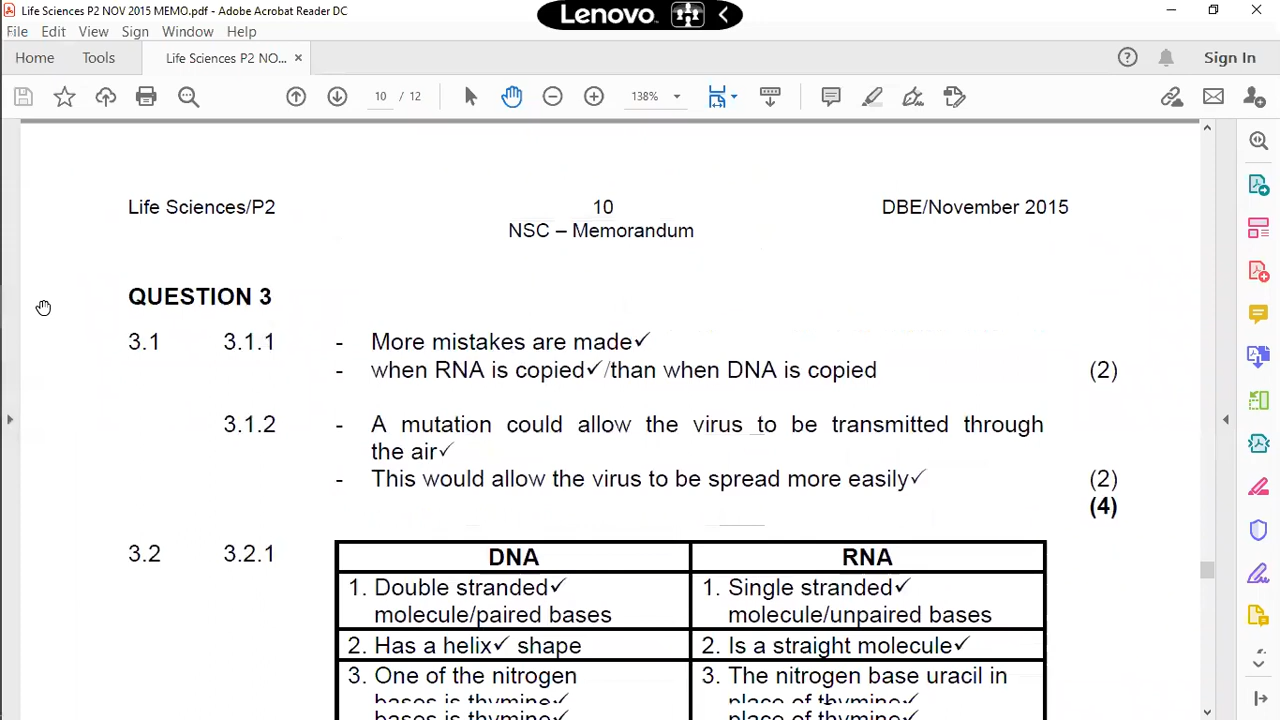 Life Sciences P2 NOV 2015 MEMO.pdf - Adobe Acrobat Reader DC
Lenovo
File Edit View Sign Window Help
Home Tools Life Sciences P2 NO... × Sign In
10 / 12 138%
Life Sciences/P2 10 DBE/November 2015
NSC – Memorandum
QUESTION 3
3.1 3.1.1 - More mistakes are made✓
- when RNA is copied✓/than when DNA is copied (2)
3.1.2 - A mutation could allow the virus to be transmitted through
the air✓
- This would allow the virus to be spread more easily✓ (2)
(4)
3.2 3.2.1 DNA RNA
1. Double stranded✓ 1. Single stranded✓
molecule/paired bases molecule/unpaired bases
2. Has a helix✓ shape 2. Is a straight molecule✓
3. One of the nitrogen 3. The nitrogen base uracil in
bases is thymine✓ place of thymine✓